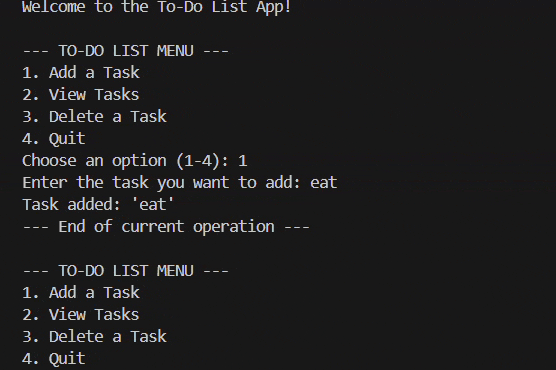 Welcome to the To-Do List App!
--- TO-DO LIST MENU ---
1. Add a Task
2. View Tasks
3. Delete a Task
4. Quit
Choose an option (1-4): 1
Enter the task you want to add: eat
Task added: 'eat'
--- End of current operation ---
--- TO-DO LIST MENU ---
1. Add a Task
2. View Tasks
3. Delete a Task
4. Quit